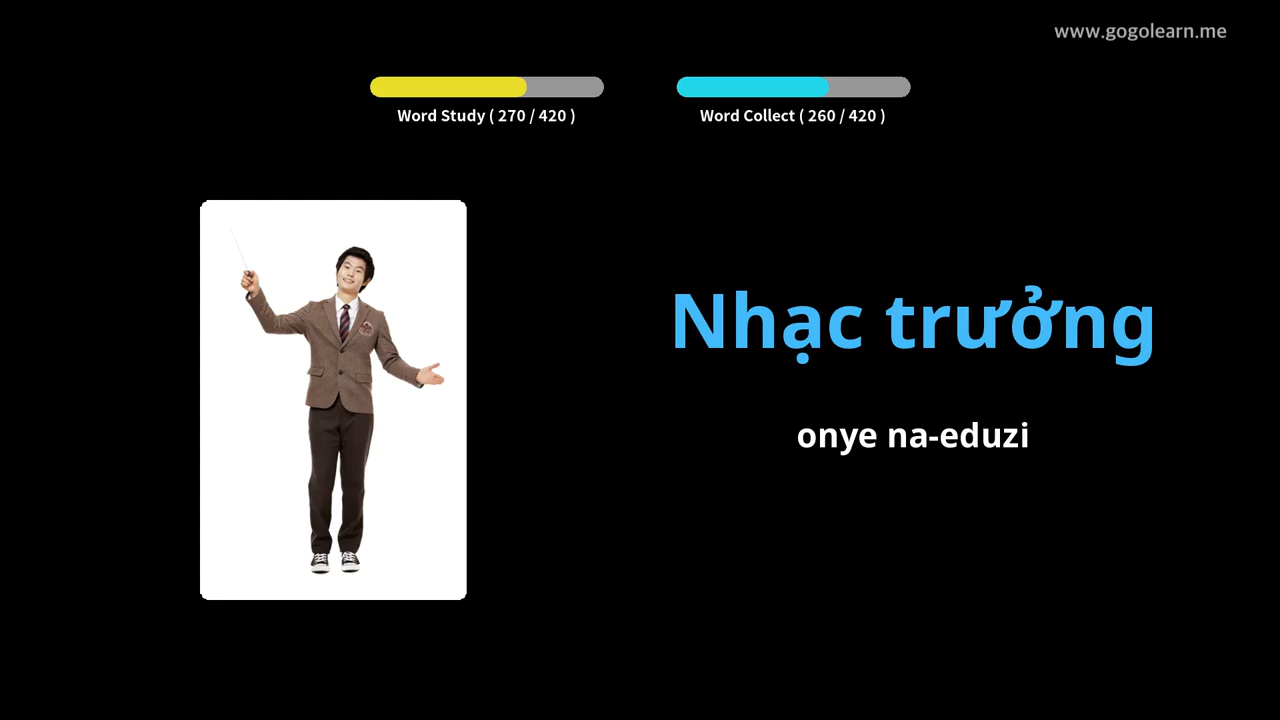 www.gogolearn.me
Word Study ( 270 / 420 )
Word Collect ( 260 / 420 )
Nhạc trưởng
onye na-eduzi